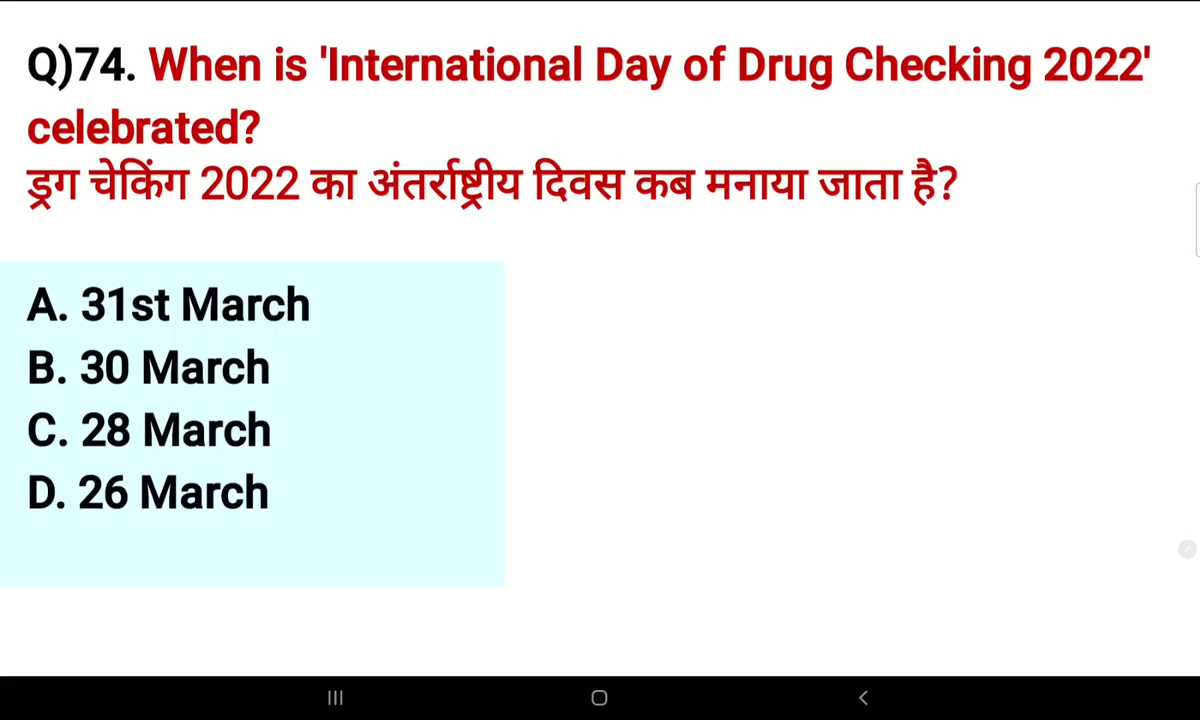 Q)74. When is 'International Day of Drug Checking 2022'
celebrated?
ड्रग चेकिंग 2022 का अंतर्राष्ट्रीय दिवस कब मनाया जाता है?
A. 31st March
B. 30 March
C. 28 March
D. 26 March